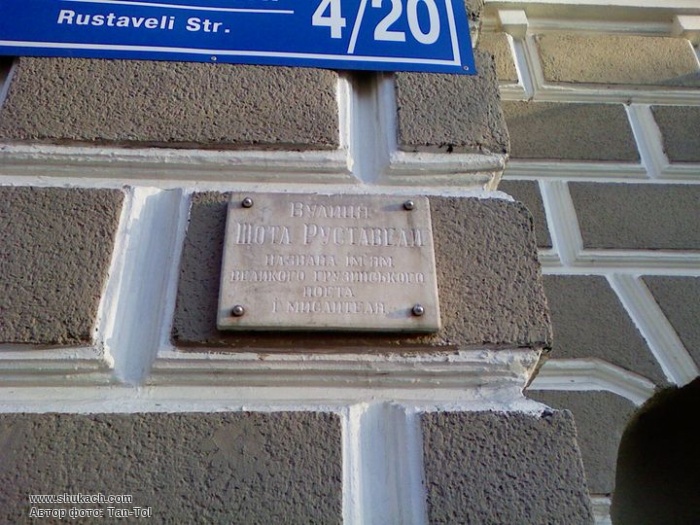 Rustaveli Str.
4/20
Вулиця
Шота Руставелі
названа ім'ям
великого грузинського
поета
і мислителя
www.shukach.com
Автор фото: Tan-Tol